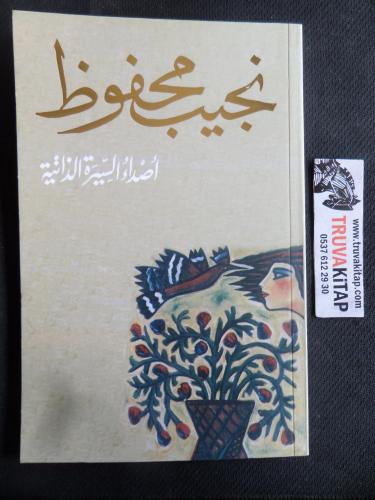 نجيب محفوظ
أصداء السيرة الذاتية
www.truvakitap.com
TRUVAKiTAP
0537 612 29 30